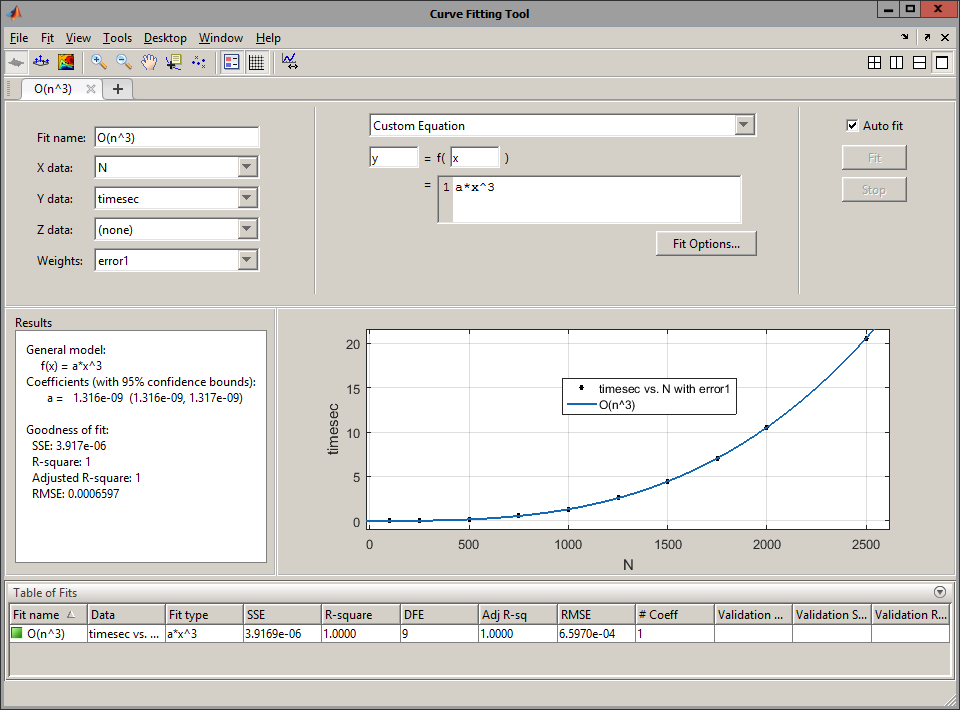 Curve Fitting Tool
File Fit View Tools Desktop Window Help
O(n^3)
Fit name: O(n^3)
X data: N
Y data: timesec
Z data: (none)
Weights: error1
Custom Equation
y = f( x )
= 1 a*x^3
Fit Options...
Auto fit
Fit
Stop
Results
General model:
f(x) = a*x^3
Coefficients (with 95% confidence bounds):
a = 1.316e-09 (1.316e-09, 1.317e-09)
Goodness of fit:
SSE: 3.917e-06
R-square: 1
Adjusted R-square: 1
RMSE: 0.0006597
timesec
20
15
10
5
0
timesec vs. N with error1
O(n^3)
0 500 1000 1500 2000 2500
N
Table of Fits
Fit name Data Fit type SSE R-square DFE Adj R-sq RMSE # Coeff Validation ... Validation S... Validation R...
O(n^3) timesec vs. ... a*x^3 3.9169e-06 1.0000 9 1.0000 6.5970e-04 1